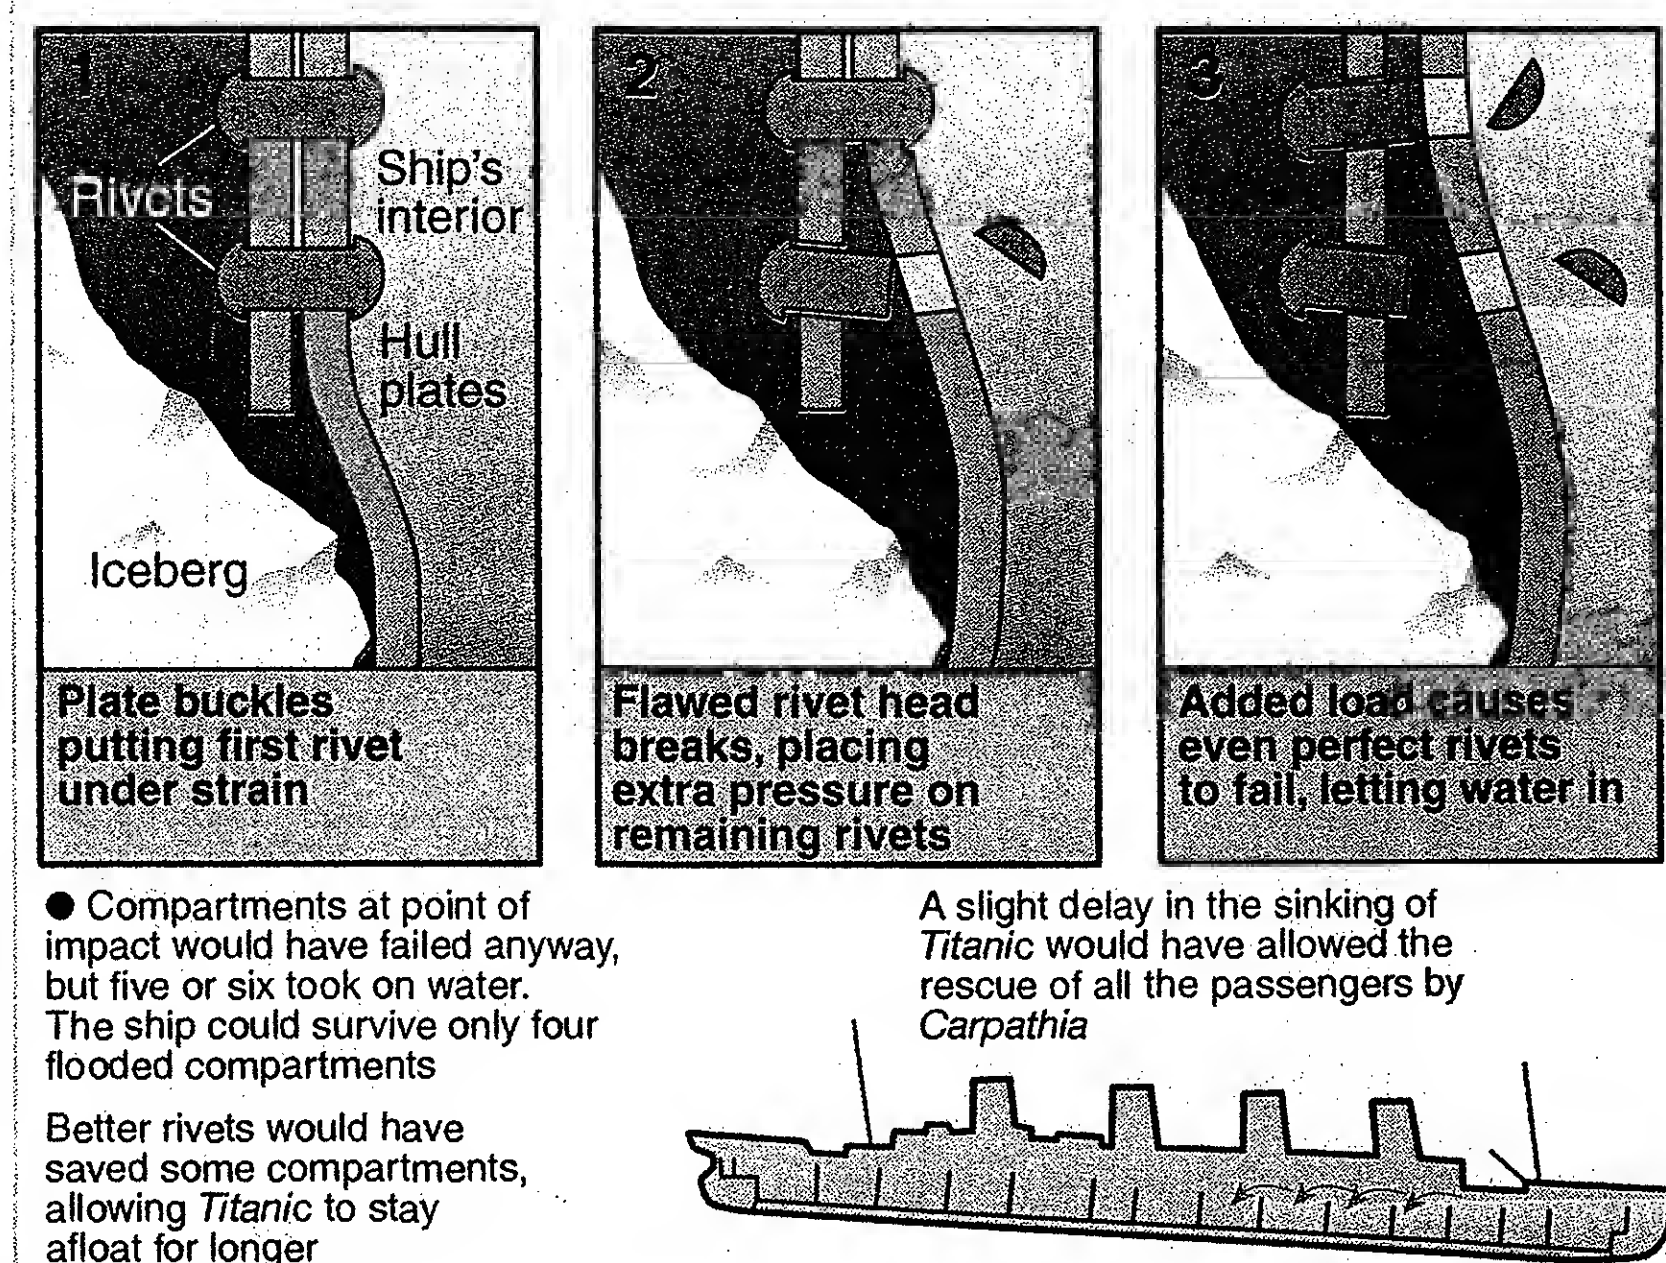 1
Rivets
Ship's
interior
Hull
plates
Iceberg
Plate buckles
putting first rivet
under strain
2
Flawed rivet head
breaks, placing
extra pressure on
remaining rivets
3
Added load causes
even perfect rivets
to fail, letting water in
● Compartments at point of
impact would have failed anyway,
but five or six took on water.
The ship could survive only four
flooded compartments
Better rivets would have
saved some compartments,
allowing Titanic to stay
afloat for longer
A slight delay in the sinking of
Titanic would have allowed the
rescue of all the passengers by
Carpathia